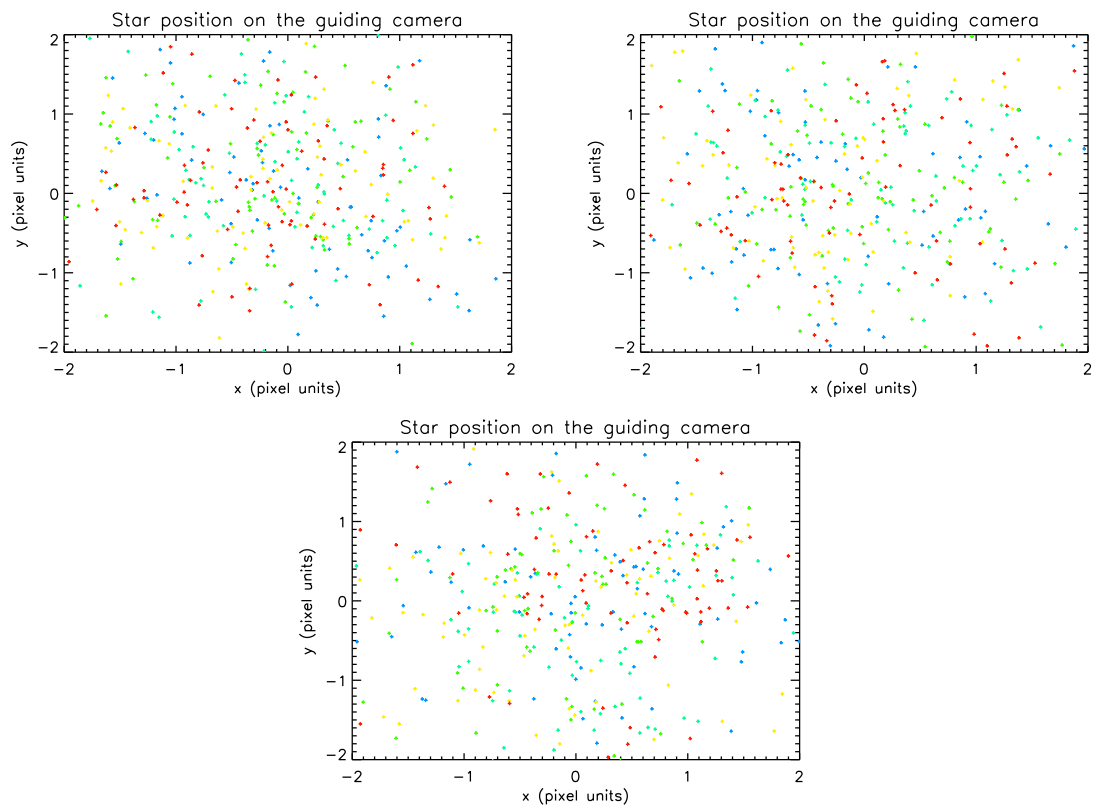 Star position on the guiding camera
2
1
0
−1
−2
y (pixel units)
−2 −1 0 1 2
x (pixel units)
Star position on the guiding camera
2
1
0
−1
−2
y (pixel units)
−2 −1 0 1 2
x (pixel units)
Star position on the guiding camera
2
1
0
−1
−2
y (pixel units)
−2 −1 0 1 2
x (pixel units)